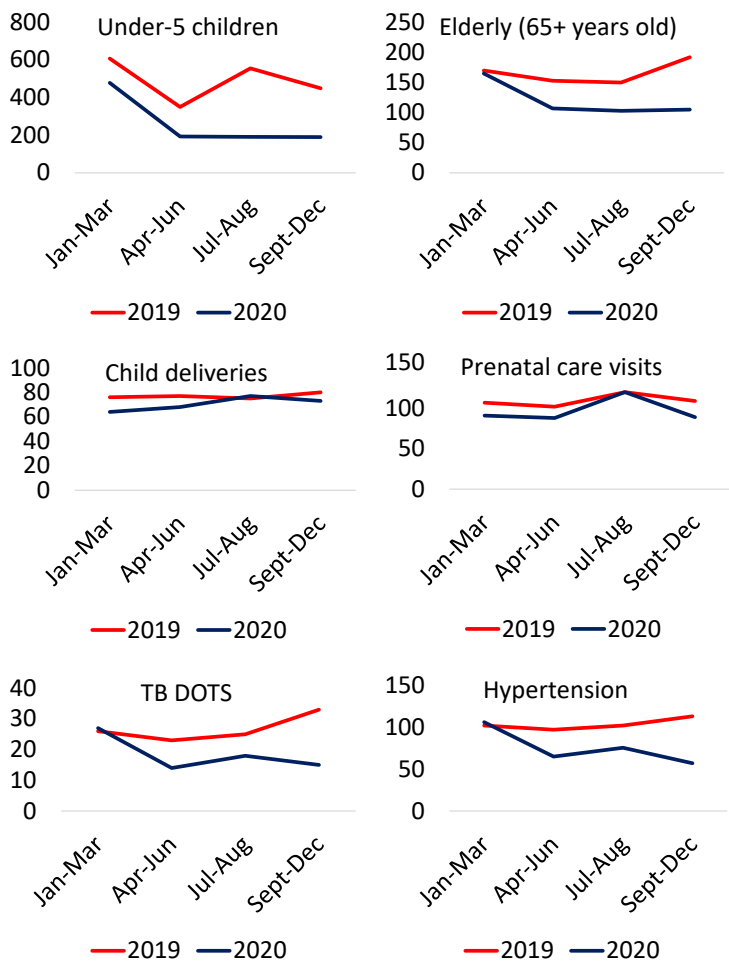 Under-5 children
800
600
400
200
0
Jan-Mar
Apr-Jun
Jul-Aug
Sept-Dec
2019 2020
Elderly (65+ years old)
250
200
150
100
50
0
Jan-Mar
Apr-Jun
Jul-Aug
Sept-Dec
2019 2020
Child deliveries
100
80
60
40
20
0
Jan-Mar
Apr-Jun
Jul-Aug
Sept-Dec
2019 2020
Prenatal care visits
150
100
50
0
Jan-Mar
Apr-Jun
Jul-Aug
Sept-Dec
2019 2020
TB DOTS
40
30
20
10
0
Jan-Mar
Apr-Jun
Jul-Aug
Sept-Dec
2019 2020
Hypertension
150
100
50
0
Jan-Mar
Apr-Jun
Jul-Aug
Sept-Dec
2019 2020